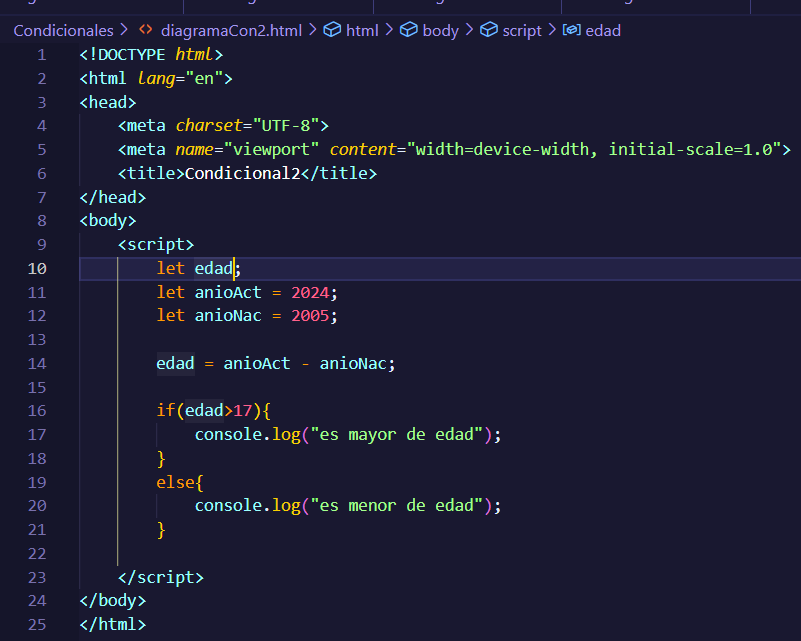 Condicionales > <> diagramaCon2.html > html > body > script > edad
1 <!DOCTYPE html>
2 <html lang="en">
3 <head>
4     <meta charset="UTF-8">
5     <meta name="viewport" content="width=device-width, initial-scale=1.0">
6     <title>Condicional2</title>
7 </head>
8 <body>
9     <script>
10         let edad;
11         let anioAct = 2024;
12         let anioNac = 2005;
13
14         edad = anioAct - anioNac;
15
16         if(edad>17){
17             console.log("es mayor de edad");
18         }
19         else{
20             console.log("es menor de edad");
21         }
22
23     </script>
24 </body>
25 </html>